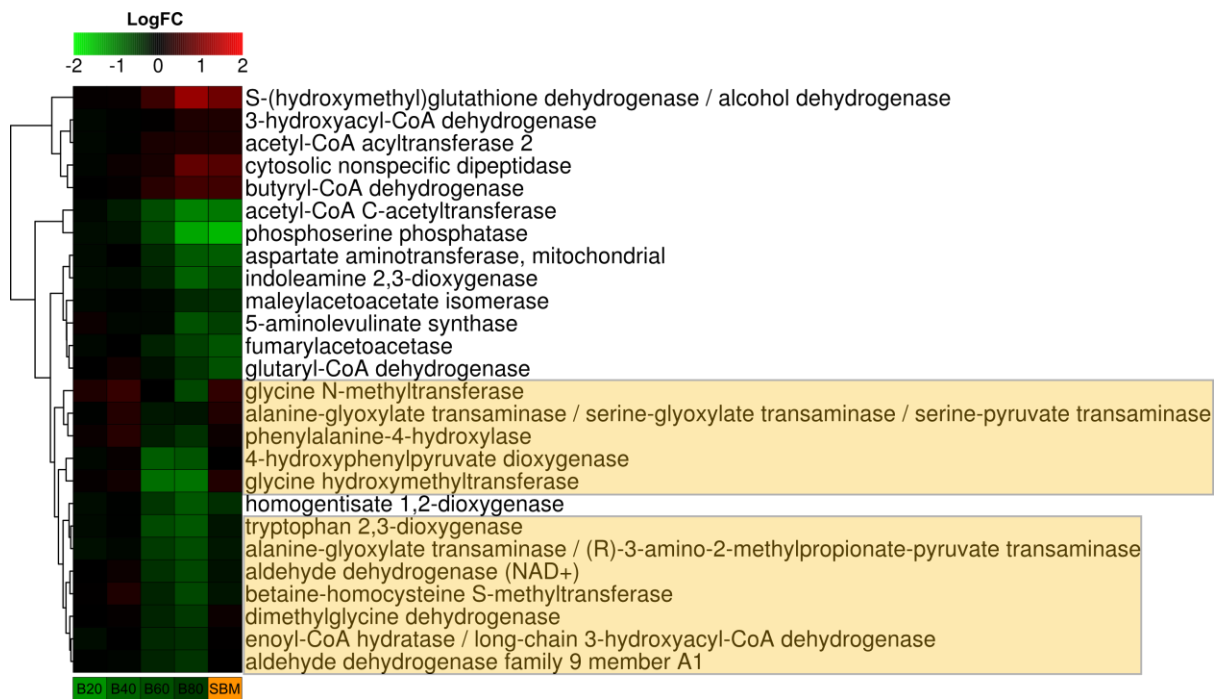 LogFC
-2 -1 0 1 2
S-(hydroxymethyl)glutathione dehydrogenase / alcohol dehydrogenase
3-hydroxyacyl-CoA dehydrogenase
acetyl-CoA acyltransferase 2
cytosolic nonspecific dipeptidase
butyryl-CoA dehydrogenase
acetyl-CoA C-acetyltransferase
phosphoserine phosphatase
aspartate aminotransferase, mitochondrial
indoleamine 2,3-dioxygenase
maleylacetoacetate isomerase
5-aminolevulinate synthase
fumarylacetoacetase
glutaryl-CoA dehydrogenase
glycine N-methyltransferase
alanine-glyoxylate transaminase / serine-glyoxylate transaminase / serine-pyruvate transaminase
phenylalanine-4-hydroxylase
4-hydroxyphenylpyruvate dioxygenase
glycine hydroxymethyltransferase
homogentisate 1,2-dioxygenase
tryptophan 2,3-dioxygenase
alanine-glyoxylate transaminase / (R)-3-amino-2-methylpropionate-pyruvate transaminase
aldehyde dehydrogenase (NAD+)
betaine-homocysteine S-methyltransferase
dimethylglycine dehydrogenase
enoyl-CoA hydratase / long-chain 3-hydroxyacyl-CoA dehydrogenase
aldehyde dehydrogenase family 9 member A1
B20 B40 B60 B80 SBM